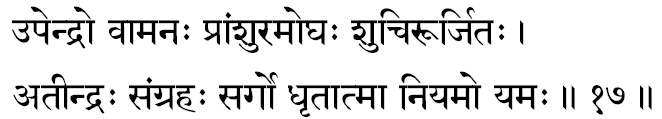 उपेन्द्रो वामनः प्रांशुरमोघः शुचिरूर्जितः ।
अतीन्द्रः संग्रहः सर्गो धृतात्मा नियमो यमः ॥ १७ ॥